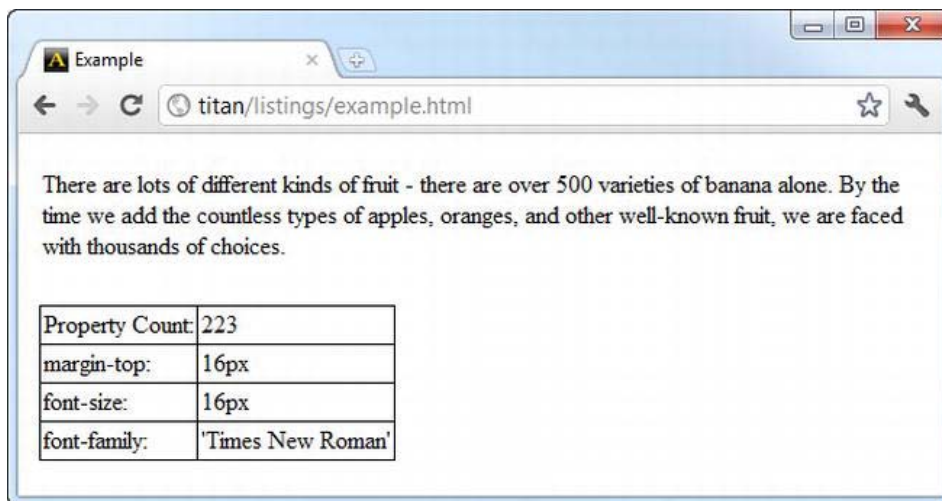 Example
titan/listings/example.html
There are lots of different kinds of fruit - there are over 500 varieties of banana alone. By the
time we add the countless types of apples, oranges, and other well-known fruit, we are faced
with thousands of choices.
Property Count: 223
margin-top: 16px
font-size: 16px
font-family: 'Times New Roman'